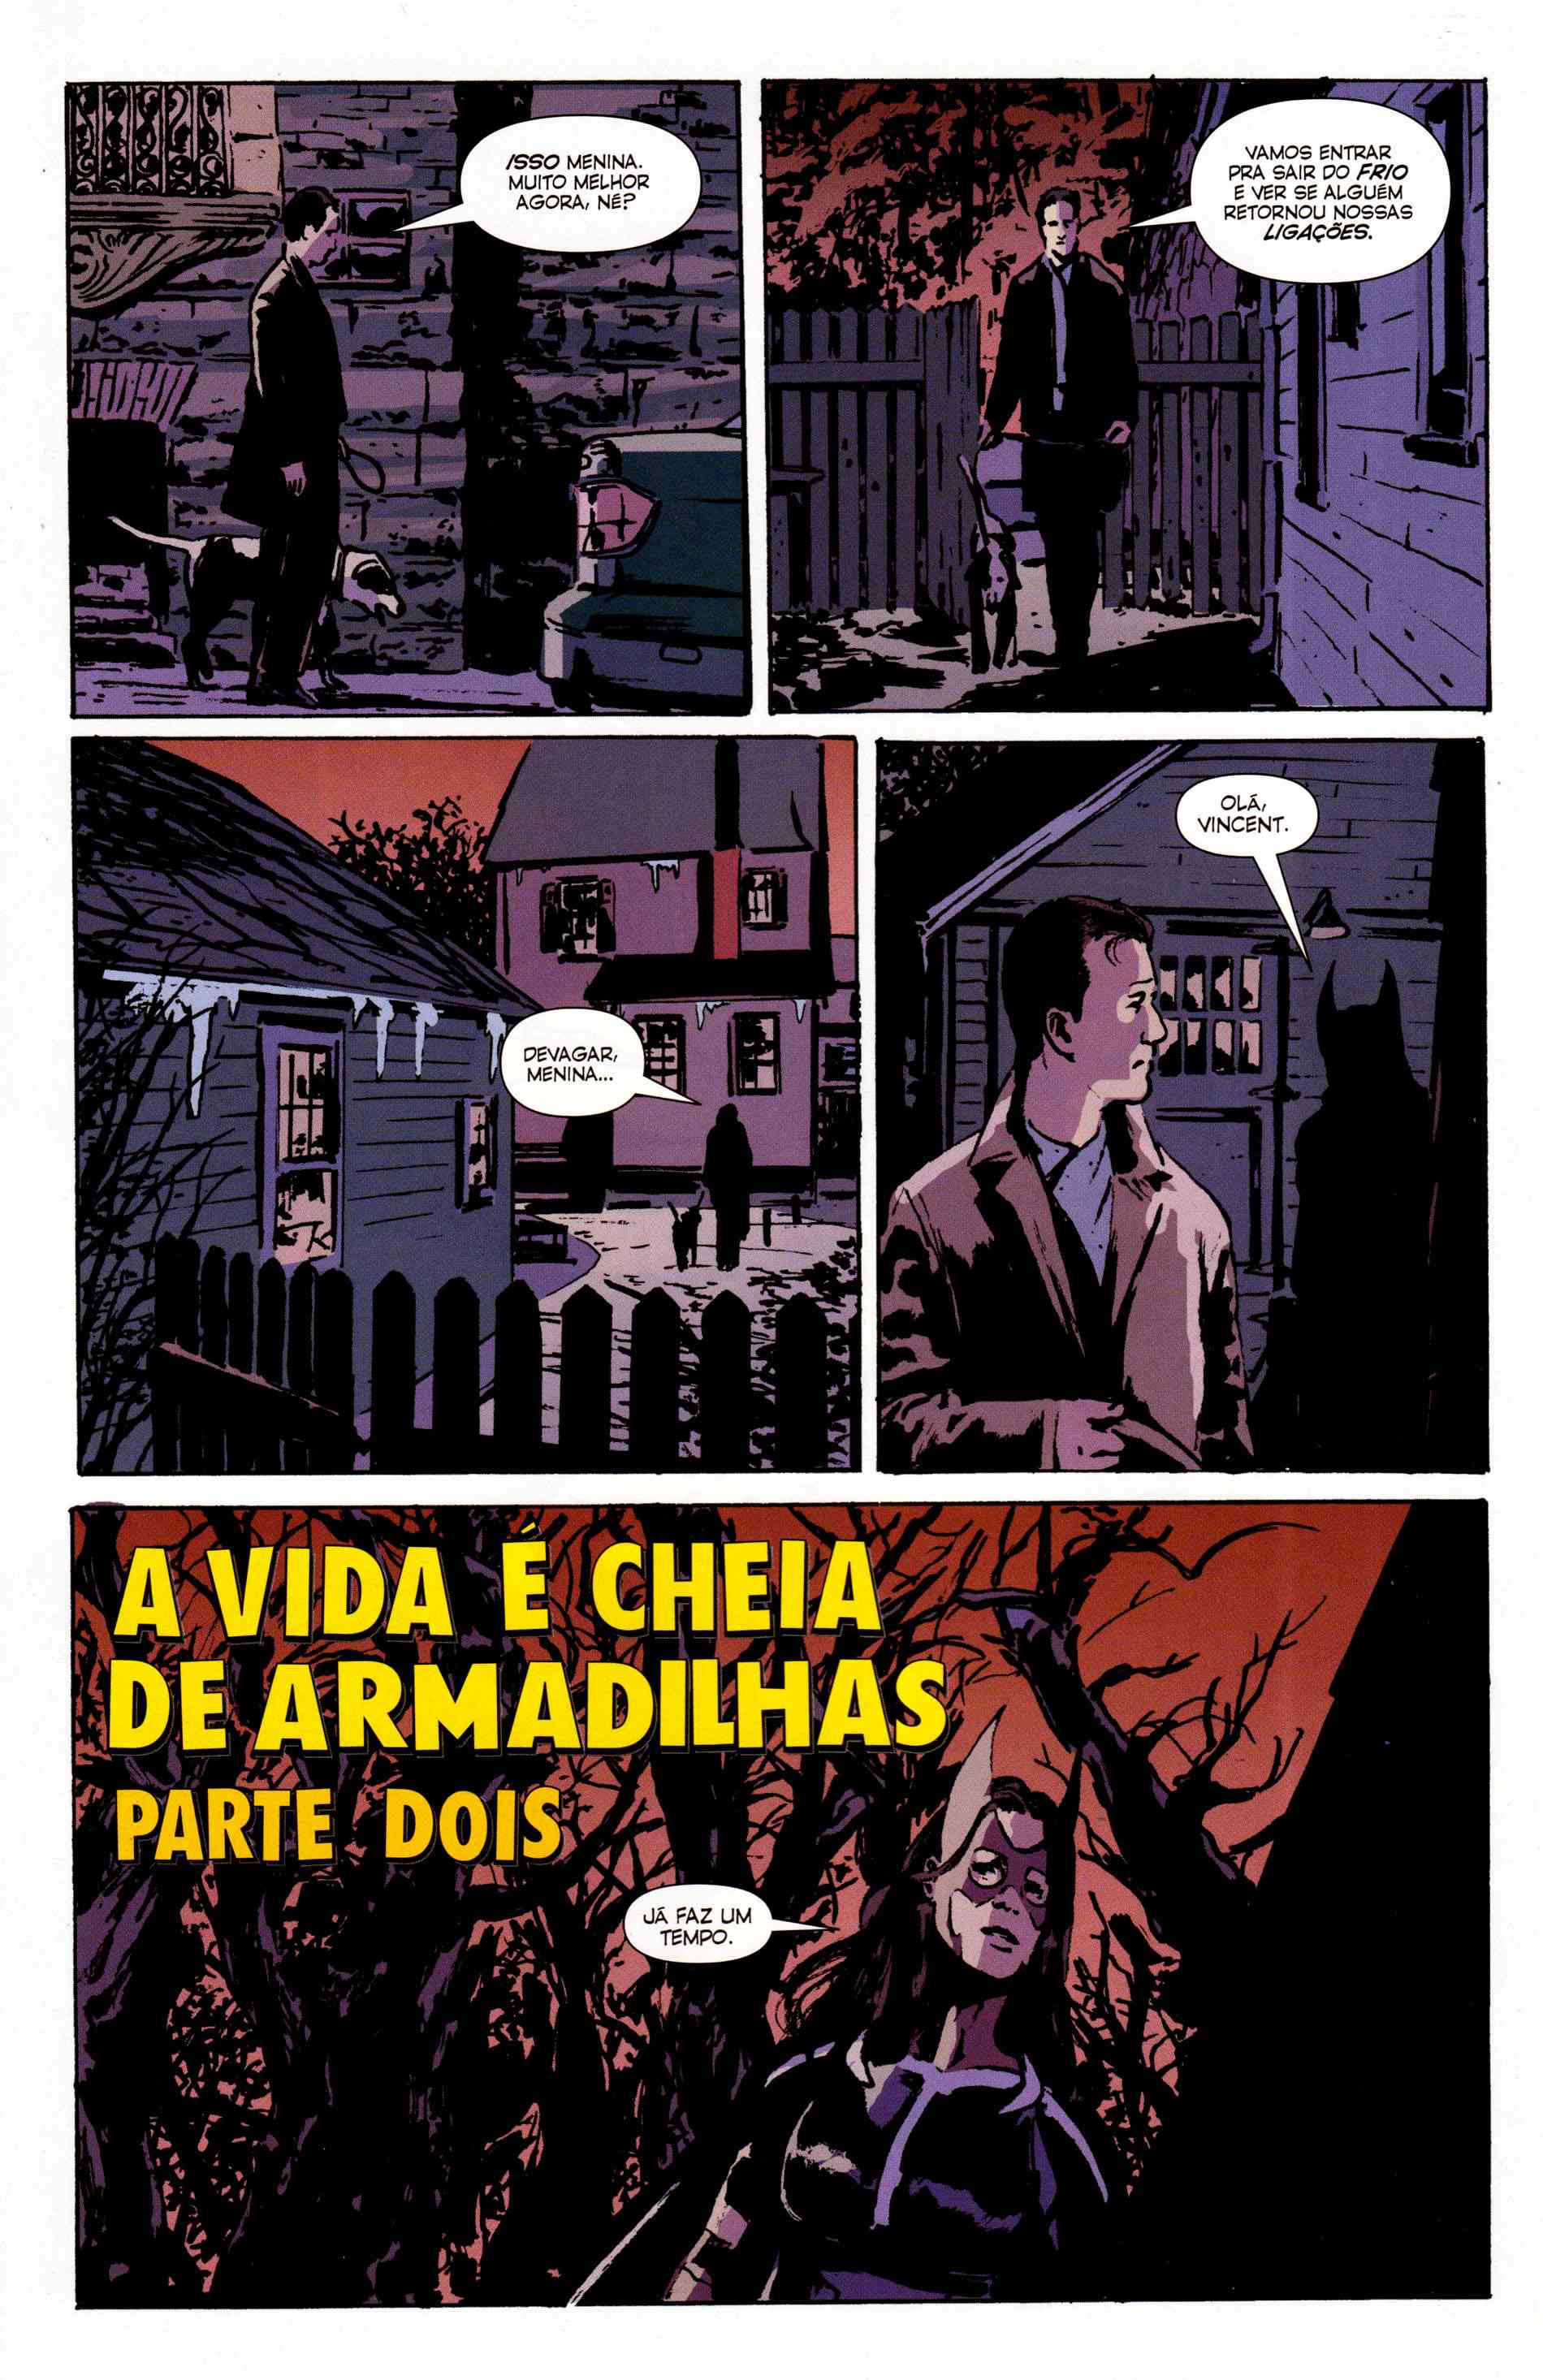 ISSO MENINA.
MUITO MELHOR
AGORA, NÉ?
VAMOS ENTRAR
PRA SAIR DO FRIO
E VER SE ALGUÉM
RETORNOU NOSSAS
LIGAÇÕES.
DEVAGAR,
MENINA...
OLÁ,
VINCENT.
A VIDA É CHEIA
DE ARMADILHAS
PARTE DOIS
JÁ FAZ UM
TEMPO.